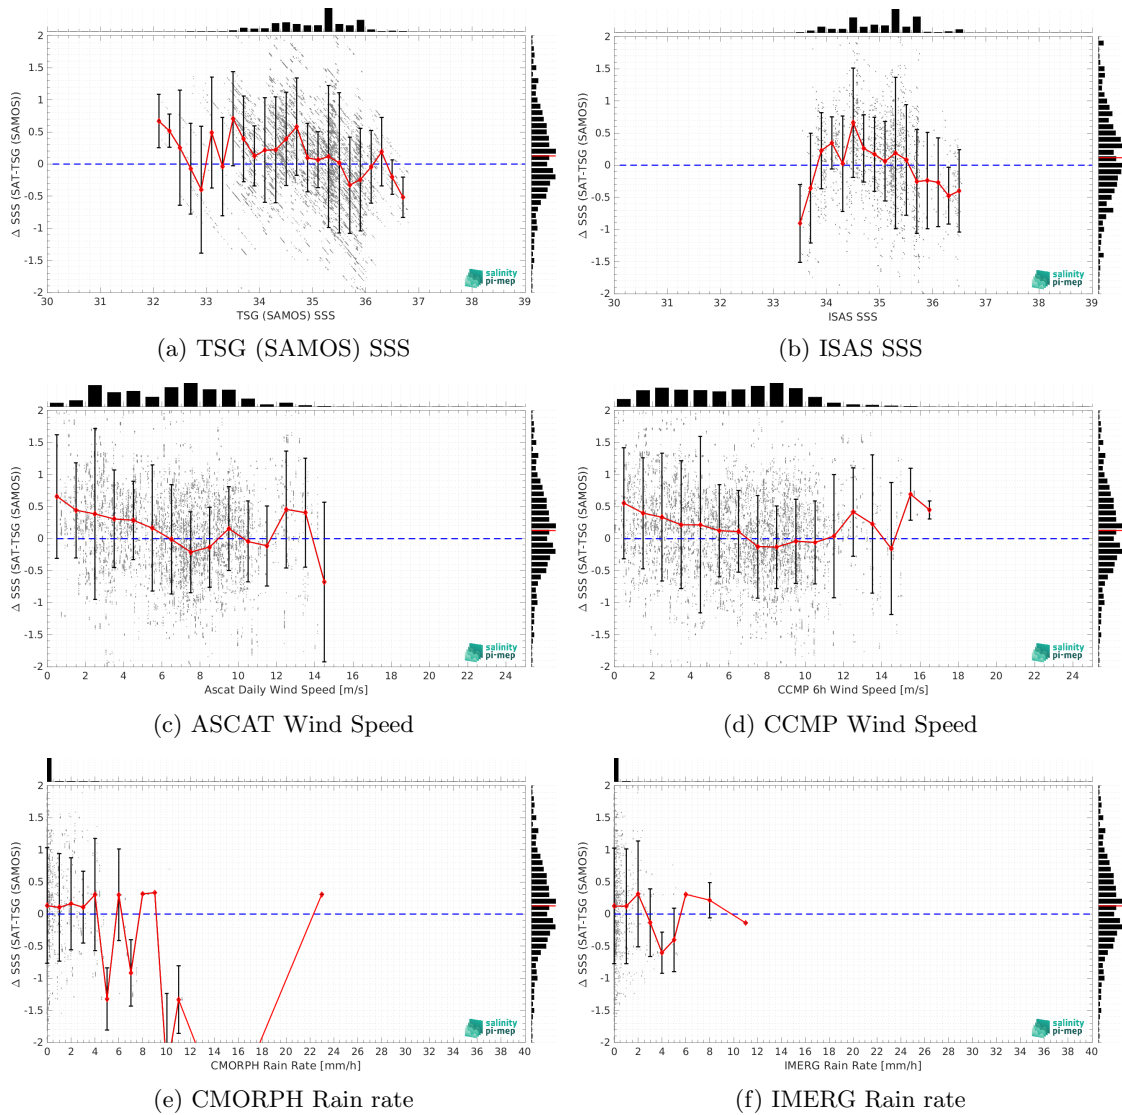 2
1.5
1
0.5
0
-0.5
-1
-1.5
-2
Δ SSS (SAT-TSG (SAMOS))
30 31 32 33 34 35 36 37 38 39
TSG (SAMOS) SSS
salinity
pi-mep
(a) TSG (SAMOS) SSS
2
1.5
1
0.5
0
-0.5
-1
-1.5
-2
Δ SSS (SAT-TSG (SAMOS))
30 31 32 33 34 35 36 37 38 39
ISAS SSS
salinity
pi-mep
(b) ISAS SSS
2
1.5
1
0.5
0
-0.5
-1
-1.5
-2
Δ SSS (SAT-TSG (SAMOS))
0 2 4 6 8 10 12 14 16 18 20 22 24
Ascat Daily Wind Speed [m/s]
salinity
pi-mep
(c) ASCAT Wind Speed
2
1.5
1
0.5
0
-0.5
-1
-1.5
-2
Δ SSS (SAT-TSG (SAMOS))
0 2 4 6 8 10 12 14 16 18 20 22 24
CCMP 6h Wind Speed [m/s]
salinity
pi-mep
(d) CCMP Wind Speed
2
1.5
1
0.5
0
-0.5
-1
-1.5
-2
Δ SSS (SAT-TSG (SAMOS))
0 2 4 6 8 10 12 14 16 18 20 22 24 26 28 30 32 34 36 38 40
CMORPH Rain Rate [mm/h]
salinity
pi-mep
(e) CMORPH Rain rate
2
1.5
1
0.5
0
-0.5
-1
-1.5
-2
Δ SSS (SAT-TSG (SAMOS))
0 2 4 6 8 10 12 14 16 18 20 22 24 26 28 30 32 34 36 38 40
IMERG Rain Rate [mm/h]
salinity
pi-mep
(f) IMERG Rain rate